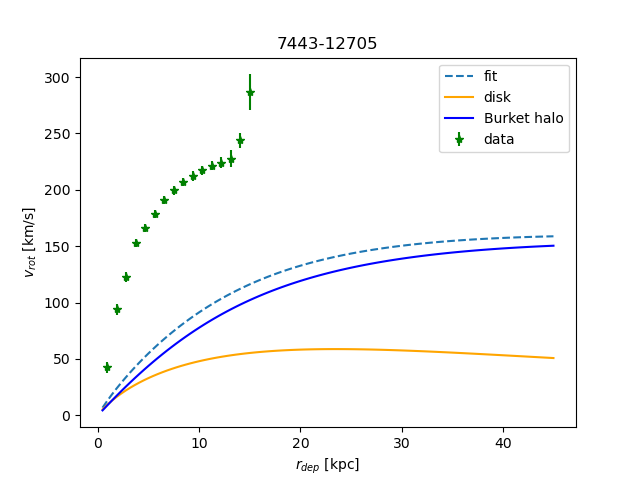 7443-12705
300
250
200
150
100
50
0
v_rot [km/s]
fit
disk
Burket halo
data
0 10 20 30 40
r_dep [kpc]